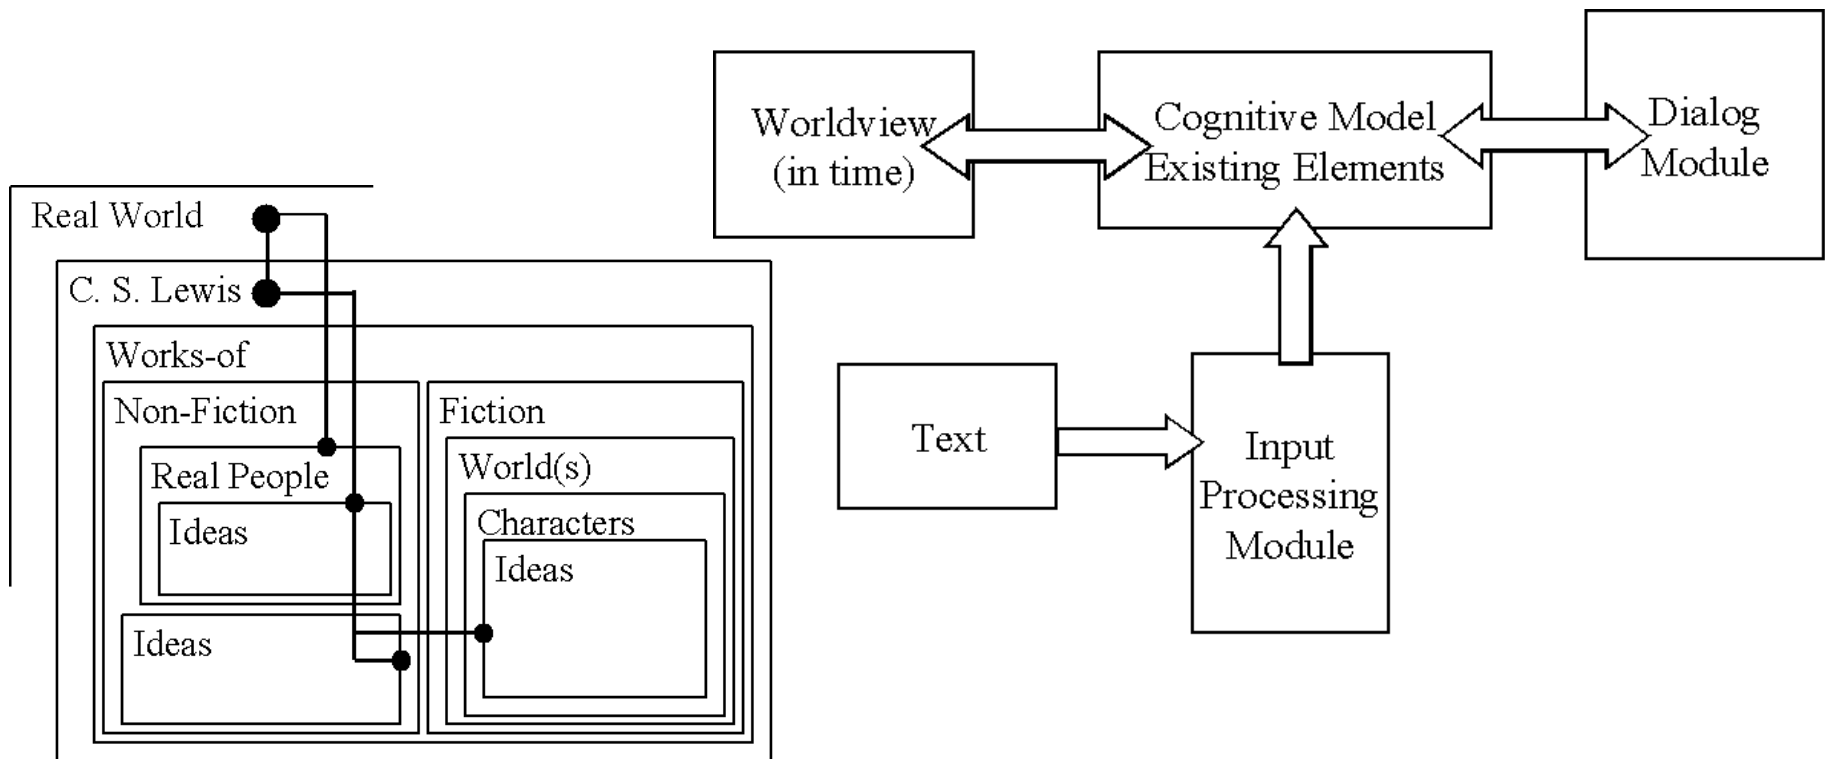 Real World
C. S. Lewis
Works-of
Non-Fiction
Real People
Ideas
Ideas
Fiction
World(s)
Characters
Ideas
Worldview
(in time)
Cognitive Model
Existing Elements
Dialog
Module
Text
Input
Processing
Module